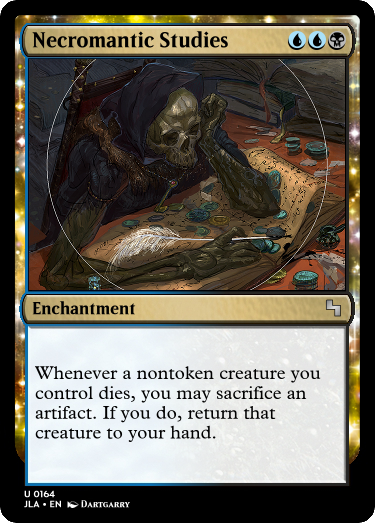 Necromantic Studies
Enchantment
Whenever a nontoken creature you
control dies, you may sacrifice an
artifact. If you do, return that
creature to your hand.
U 0164
JLA • EN Dartgarry